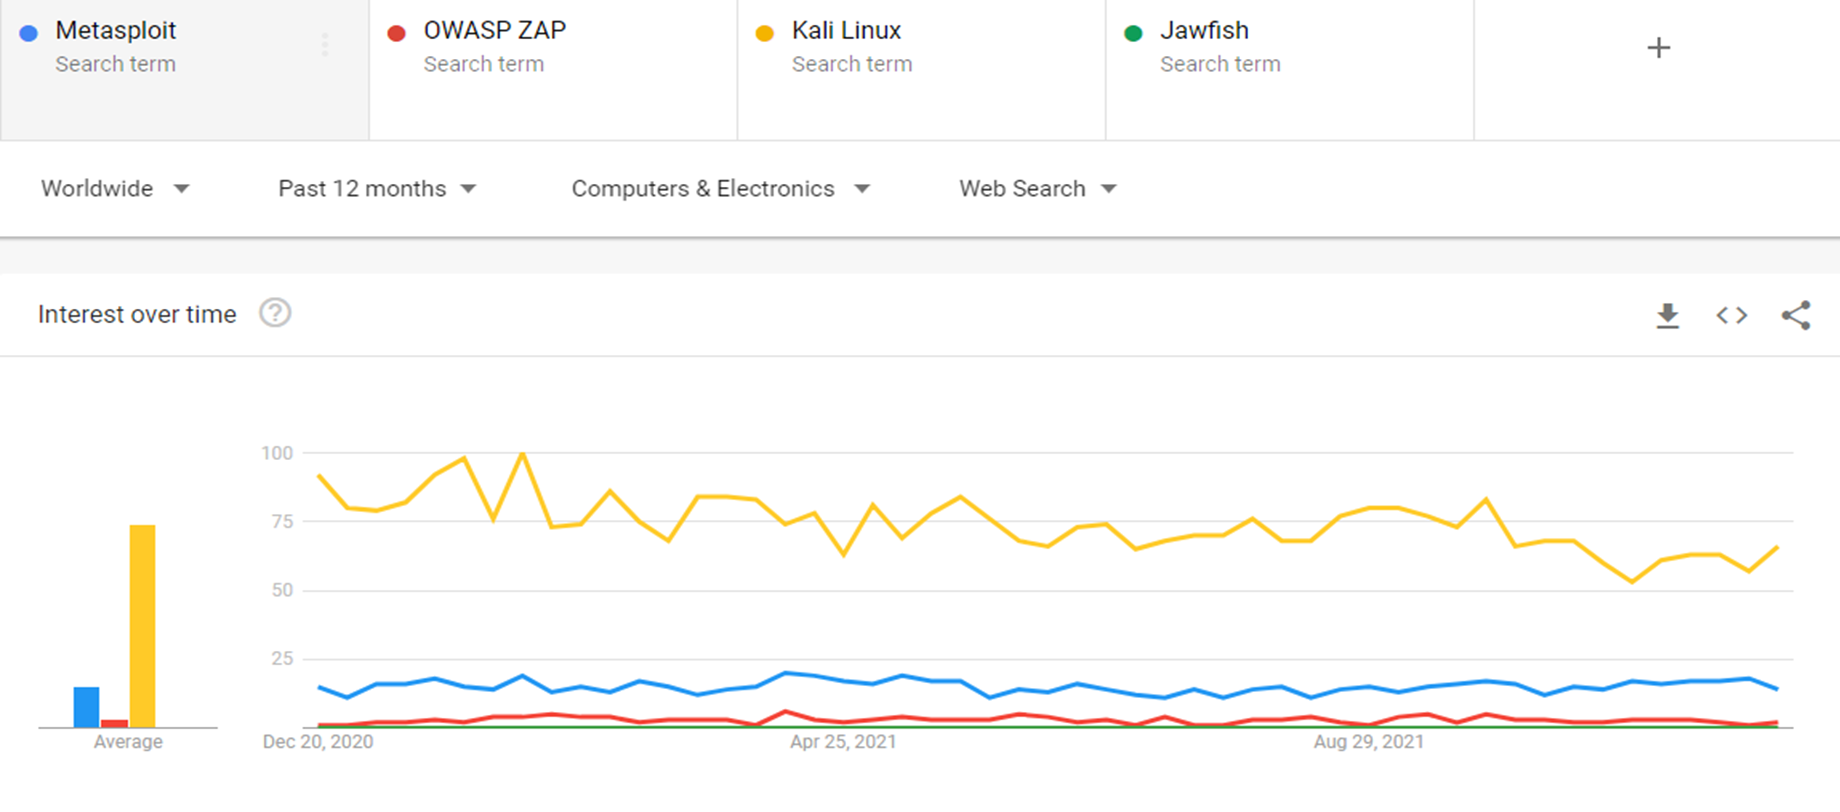 Metasploit
Search term
OWASP ZAP
Search term
Kali Linux
Search term
Jawfish
Search term
Worldwide
Past 12 months
Computers & Electronics
Web Search
Interest over time
100
75
50
25
Average
Dec 20, 2020
Apr 25, 2021
Aug 29, 2021